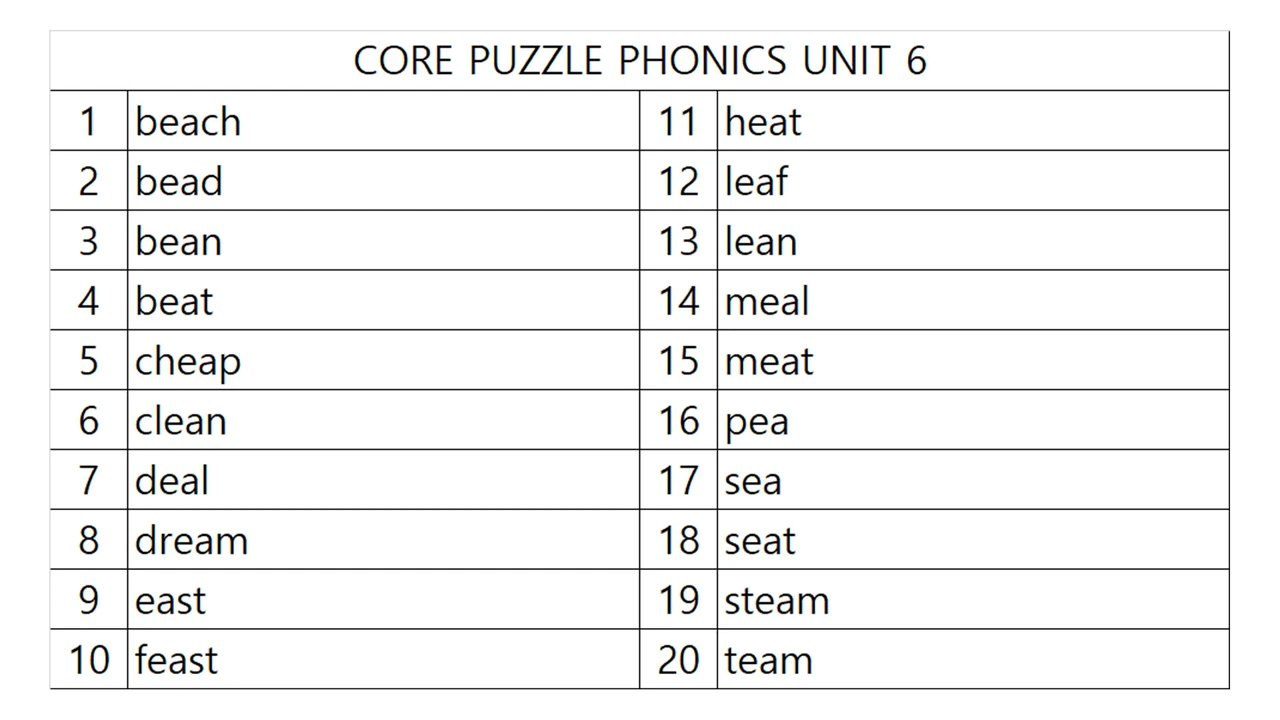 CORE PUZZLE PHONICS UNIT 6
1 beach 11 heat
2 bead 12 leaf
3 bean 13 lean
4 beat 14 meal
5 cheap 15 meat
6 clean 16 pea
7 deal 17 sea
8 dream 18 seat
9 east 19 steam
10 feast 20 team